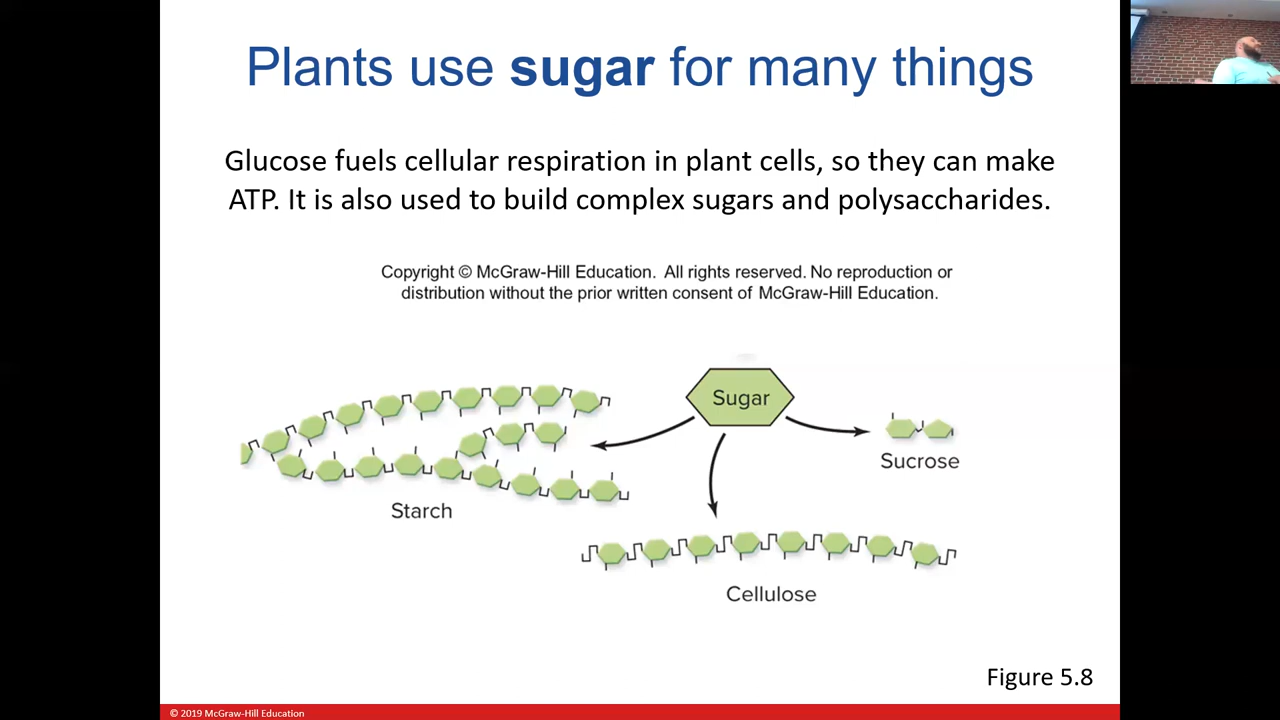 Plants use sugar for many things
Glucose fuels cellular respiration in plant cells, so they can make
ATP. It is also used to build complex sugars and polysaccharides.
Copyright © McGraw-Hill Education. All rights reserved. No reproduction or
distribution without the prior written consent of McGraw-Hill Education.
Sugar
Sucrose
Starch
Cellulose
Figure 5.8
© 2019 McGraw-Hill Education